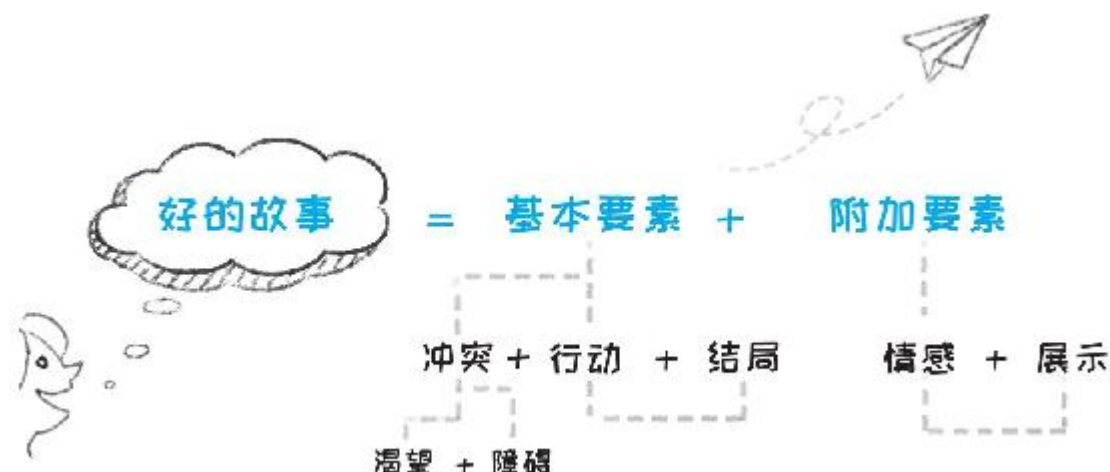 好的故事 = 基本要素 + 附加要素
冲突 + 行动 + 结局 情感 + 展示
渴望 + 障碍